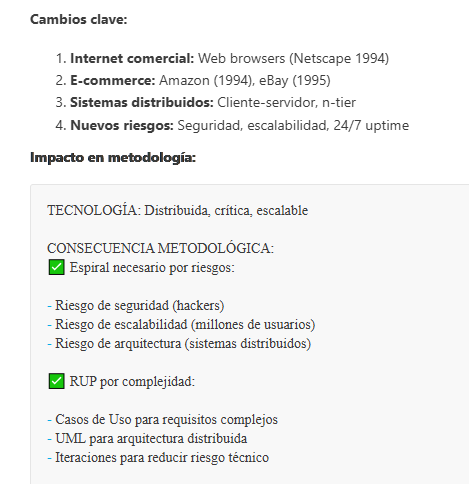 Cambios clave:
1. Internet comercial: Web browsers (Netscape 1994)
2. E-commerce: Amazon (1994), eBay (1995)
3. Sistemas distribuidos: Cliente-servidor, n-tier
4. Nuevos riesgos: Seguridad, escalabilidad, 24/7 uptime
Impacto en metodología:
TECNOLOGÍA: Distribuida, crítica, escalable
CONSECUENCIA METODOLÓGICA:
✅ Espiral necesario por riesgos:
- Riesgo de seguridad (hackers)
- Riesgo de escalabilidad (millones de usuarios)
- Riesgo de arquitectura (sistemas distribuidos)
✅ RUP por complejidad:
- Casos de Uso para requisitos complejos
- UML para arquitectura distribuida
- Iteraciones para reducir riesgo técnico